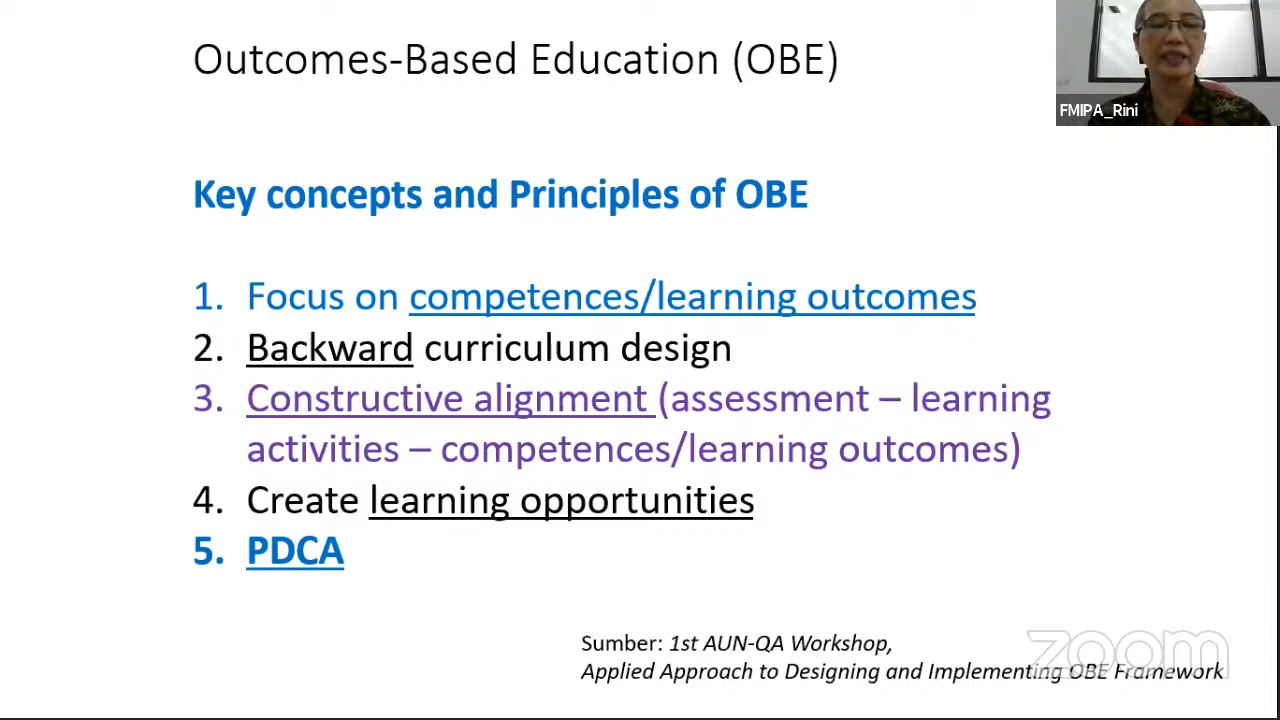 Outcomes-Based Education (OBE)
FMIPA_Rini
Key concepts and Principles of OBE
1. Focus on competences/learning outcomes
2. Backward curriculum design
3. Constructive alignment (assessment – learning
activities – competences/learning outcomes)
4. Create learning opportunities
5. PDCA
Sumber: 1st AUN-QA Workshop,
Applied Approach to Designing and Implementing OBE Framework
zoom